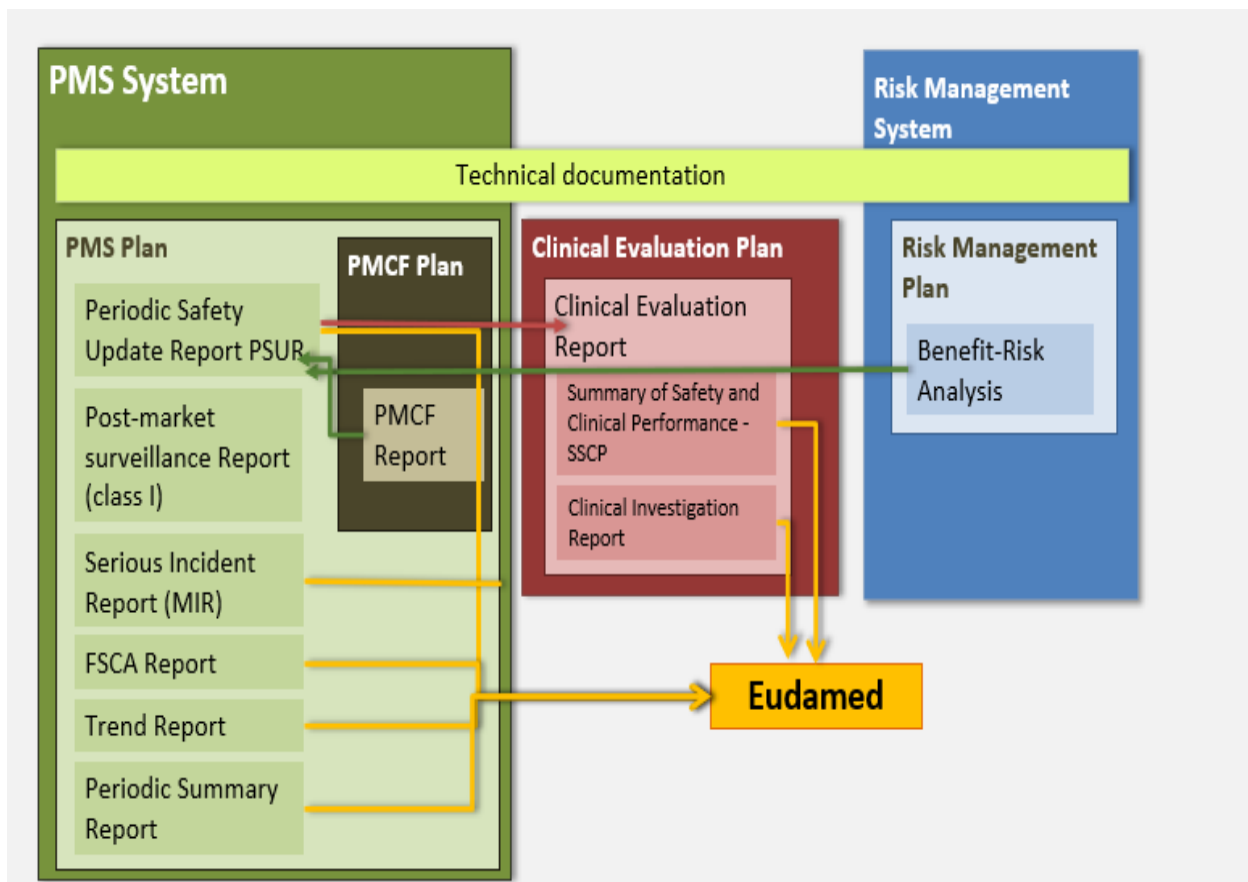 PMS System
Risk Management
System
Technical documentation
PMS Plan
PMCF Plan
Clinical Evaluation Plan
Risk Management
Plan
Periodic Safety
Update Report PSUR
Clinical Evaluation
Report
Benefit-Risk
Analysis
Post-market
surveillance Report
(class I)
PMCF
Report
Summary of Safety and
Clinical Performance -
SSCP
Clinical Investigation
Report
Serious Incident
Report (MIR)
FSCA Report
Trend Report
Periodic Summary
Report
Eudamed